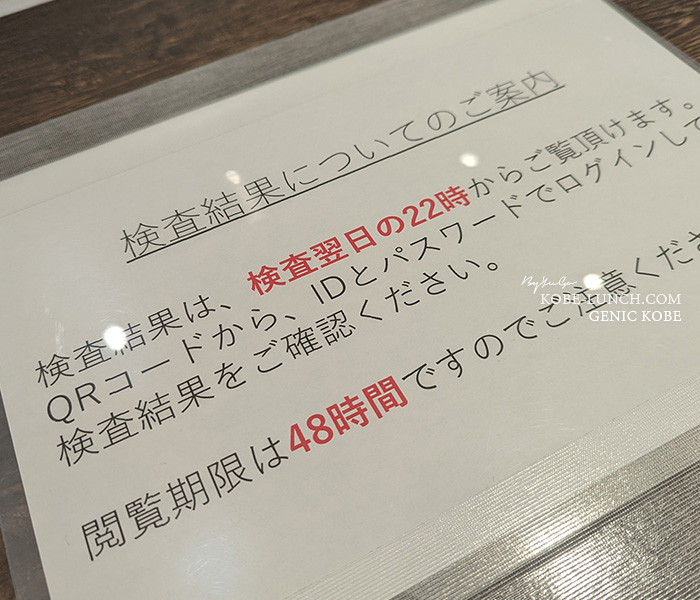 検査結果についてのご案内
検査結果は、検査翌日の22時からご覧頂けます。
QRコードから、IDとパスワードでログインして
検査結果をご確認ください。
閲覧期限は48時間ですのでご注意くださ
KOBE-LUNCH.COM
GENIC KOBE